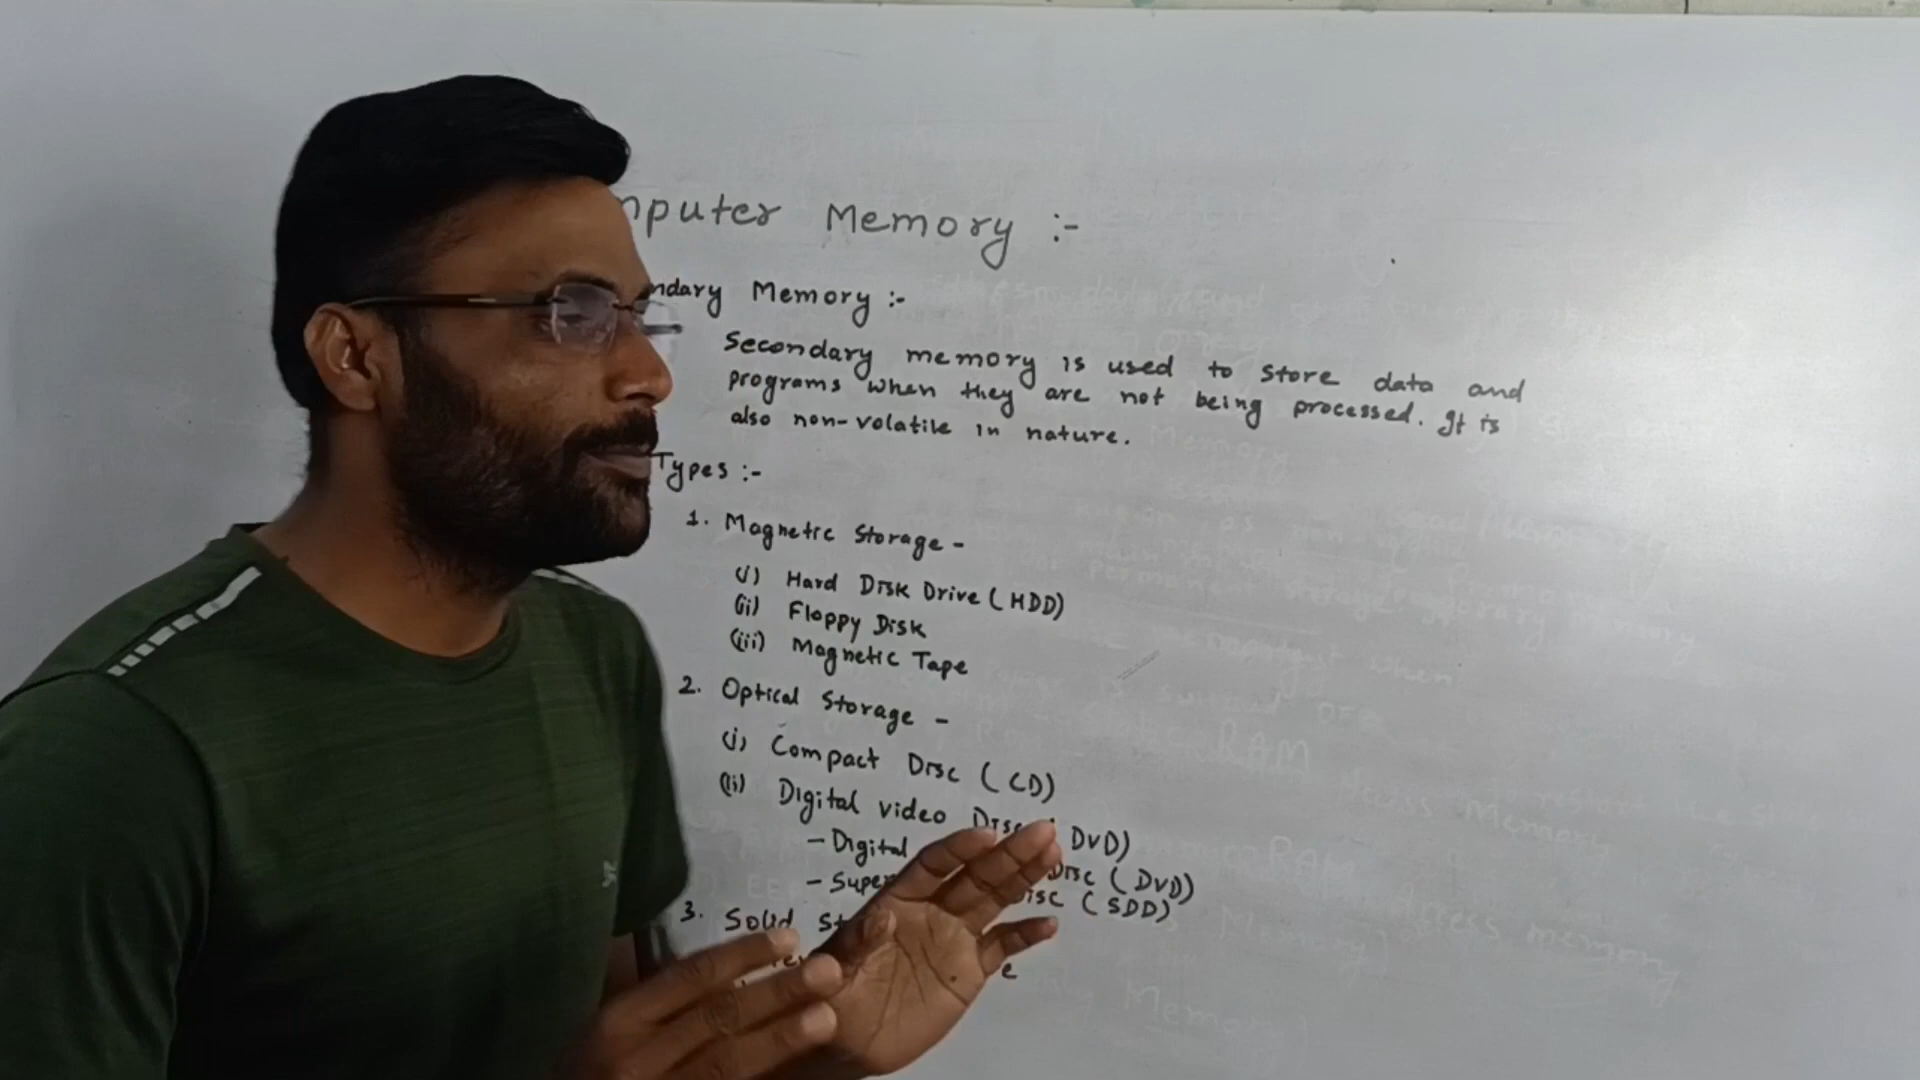 Memory :-
Memory :-
Secondary memory is used to store data and
programs when they are not being processed. It is
also non-volatile in nature.
Types :-
1. Magnetic Storage -
(i) Hard Disk Drive (HDD)
(ii) Floppy Disk
(iii) Magnetic Tape
2. Optical Storage -
(i) Compact Disc (CD)
(ii) Digital video Disc (DVD)
- Digital Disc (DVD)
- Super Disc (SDD)
3. Solid